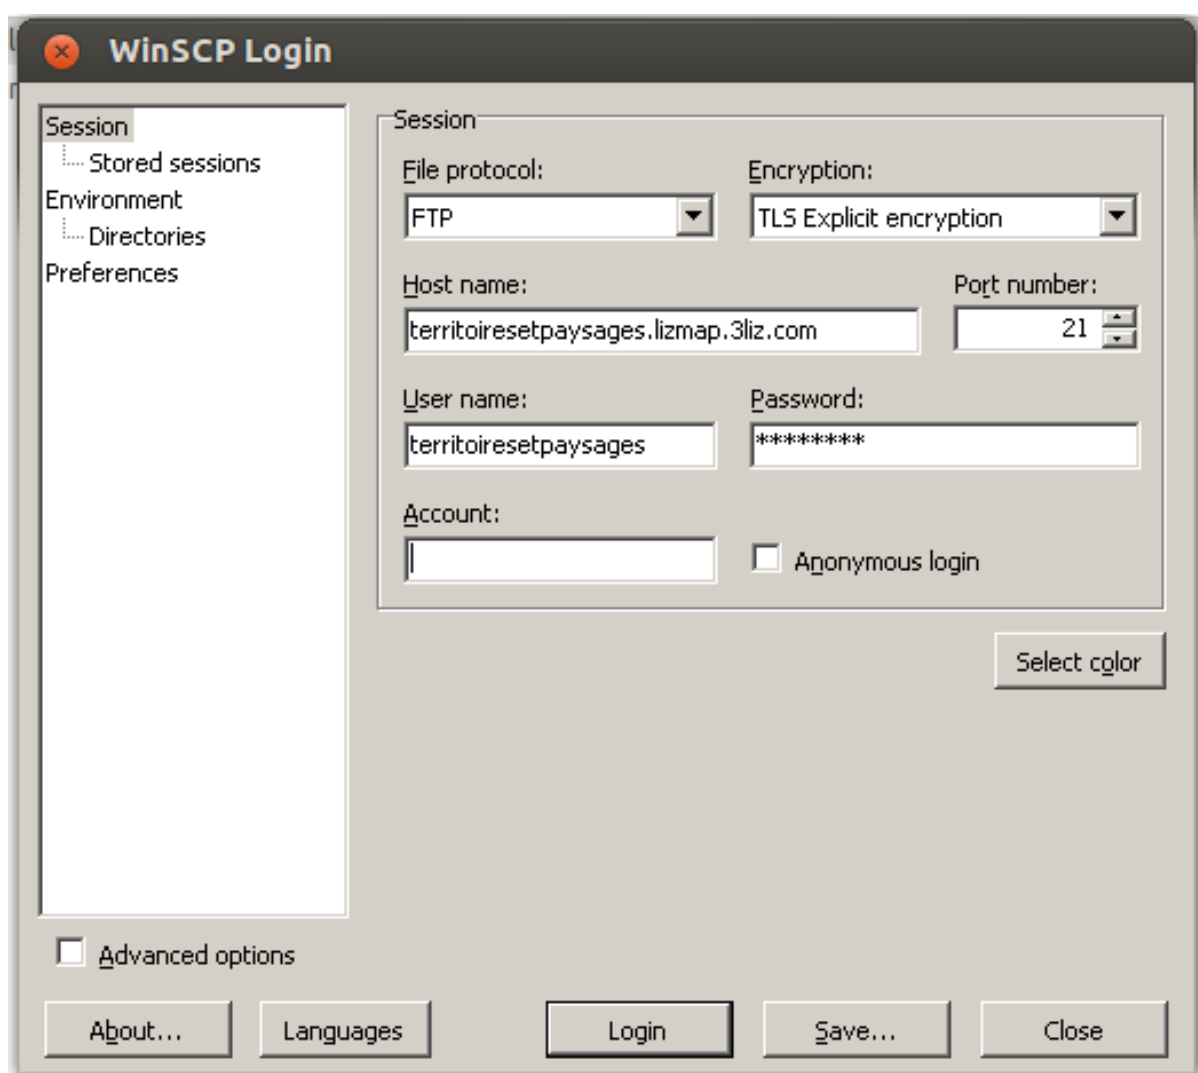 WinSCP Login
Session
Stored sessions
Environment
Directories
Preferences
Session
File protocol:
Encryption:
FTP
TLS Explicit encryption
Host name:
Port number:
territoiresetpaysages.lizmap.3liz.com
21
User name:
Password:
territoiresetpaysages
********
Account:
Anonymous login
Select color
Advanced options
About...
Languages
Login
Save...
Close